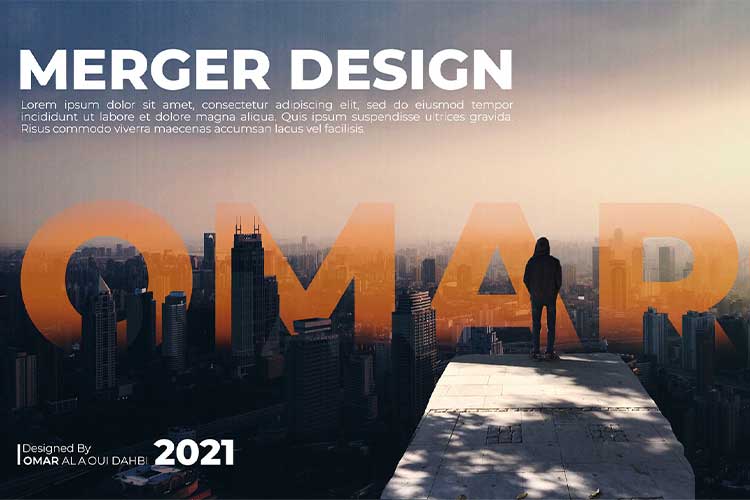 MERGER DESIGN
Lorem ipsum dolor sit amet, consectetur adipiscing elit, sed do eiusmod tempor
incididunt ut labore et dolore magna aliqua. Quis ipsum suspendisse ultrices gravida.
Risus commodo viverra maecenas accumsan lacus vel facilisis.
OMAR
Designed By
OMAR ALAOUI DAHBI
2021